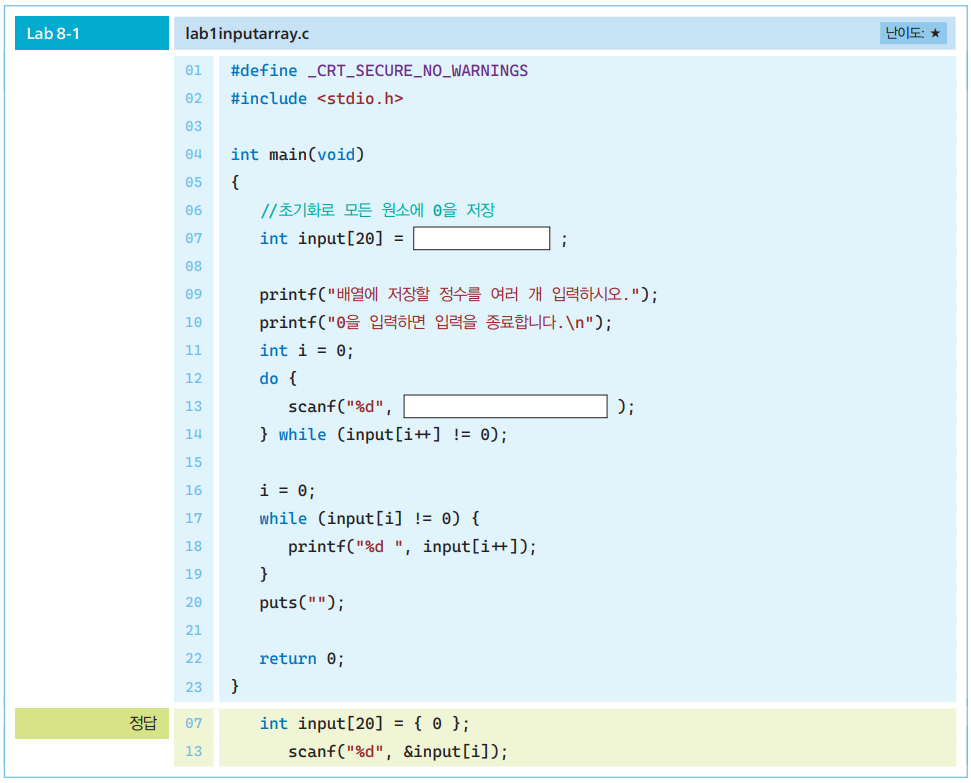 Lab 8-1 lab1inputarray.c 난이도: ★
01 #define _CRT_SECURE_NO_WARNINGS
02 #include <stdio.h>
03
04 int main(void)
05 {
06 //초기화로 모든 원소에 0을 저장
07 int input[20] = ;
08
09 printf("배열에 저장할 정수를 여러 개 입력하시오.");
10 printf("0을 입력하면 입력을 종료합니다.\n");
11 int i = 0;
12 do {
13 scanf("%d", );
14 } while (input[i++] != 0);
15
16 i = 0;
17 while (input[i] != 0) {
18 printf("%d ", input[i++]);
19 }
20 puts("");
21
22 return 0;
23 }
정답 07 int input[20] = { 0 };
13 scanf("%d", &input[i]);